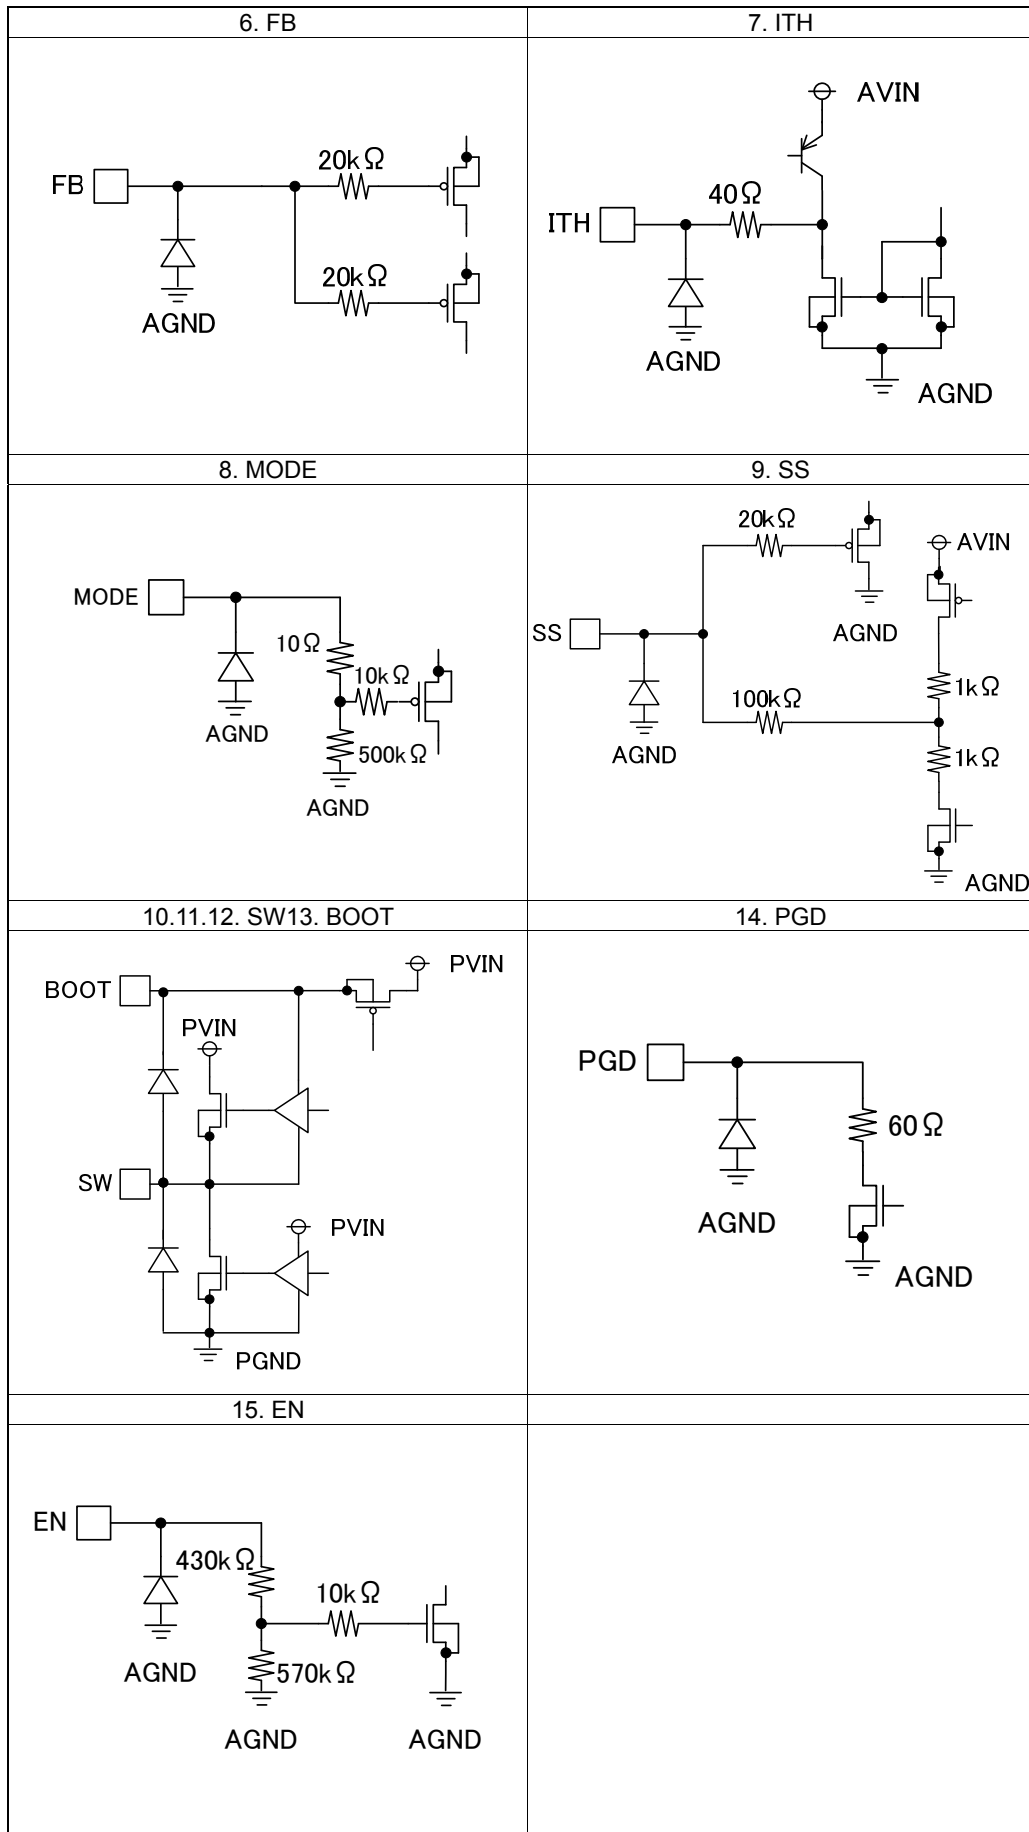 6. FB
7. ITH
FB
20kΩ
20kΩ
AGND
AVIN
40Ω
ITH
AGND
AGND
8. MODE
9. SS
MODE
10Ω
10kΩ
AGND
500kΩ
AGND
20kΩ
AVIN
SS
AGND
1kΩ
100kΩ
AGND
1kΩ
AGND
10.11.12. SW13. BOOT
14. PGD
BOOT
PVIN
PVIN
SW
PVIN
PGND
PGD
60Ω
AGND
AGND
15. EN
EN
430kΩ
10kΩ
AGND
570kΩ
AGND
AGND